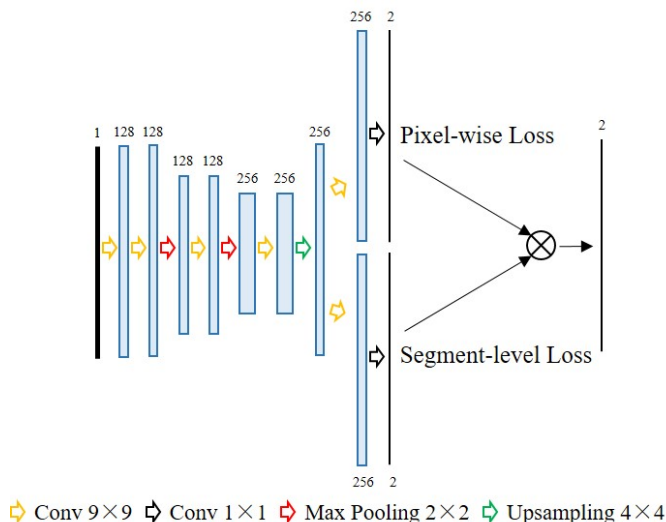 256 2
1 128 128
128 128
256 256
256
Pixel-wise Loss
2
Segment-level Loss
256 2
Conv 9×9 Conv 1×1 Max Pooling 2×2 Upsampling 4×4